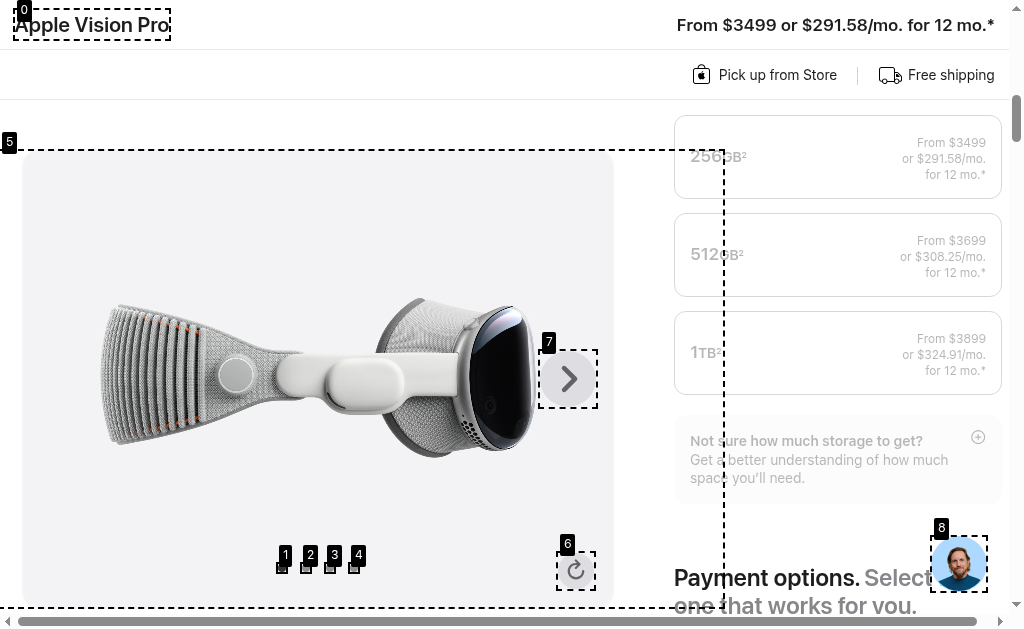 0
Apple Vision Pro
From $3499 or $291.58/mo. for 12 mo.*
Pick up from Store
Free shipping
5
256GB²
From $3499
or $291.58/mo.
for 12 mo.*
512GB²
From $3699
or $308.25/mo.
for 12 mo.*
1TB²
From $3899
or $324.91/mo.
for 12 mo.*
7
Not sure how much storage to get?
Get a better understanding of how much
space you'll need.
1
2
3
4
6
8
Payment options. Select
one that works for you.